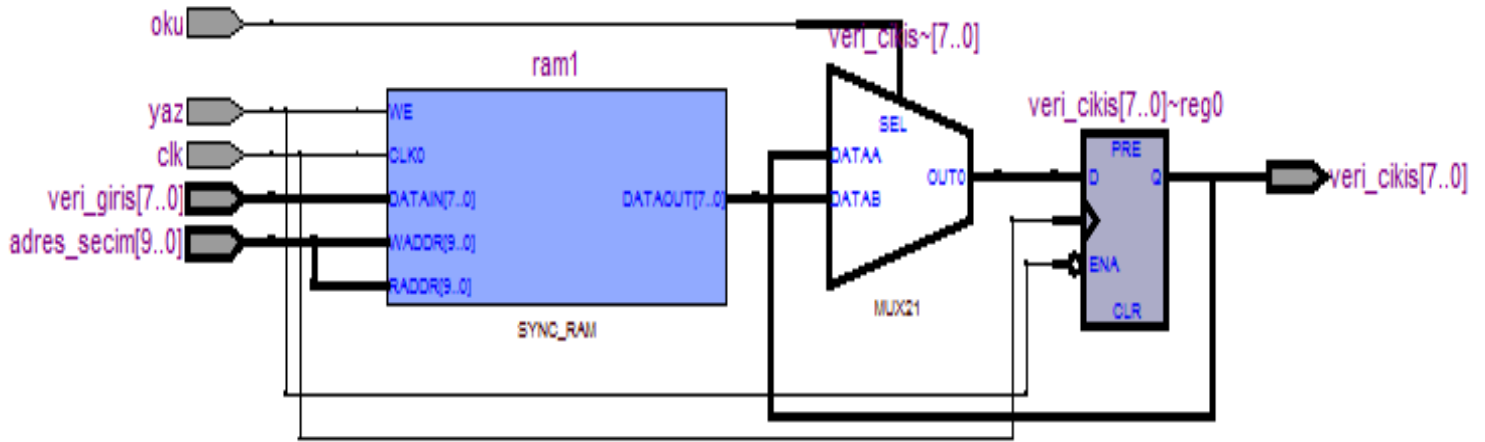 oku
veri_cikis~[7..0]
ram1
yaz
WE
veri_cikis[7..0]~reg0
SEL
PRE
clk
CLK0
DATAA
OUT0
D
Q
veri_cikis[7..0]
veri_giris[7..0]
DATAIN[7..0]
DATAOUT[7..0]
DATAB
adres_secim[9..0]
WADDR[9..0]
ENA
RADDR[9..0]
MUX21
CLR
SYNC_RAM